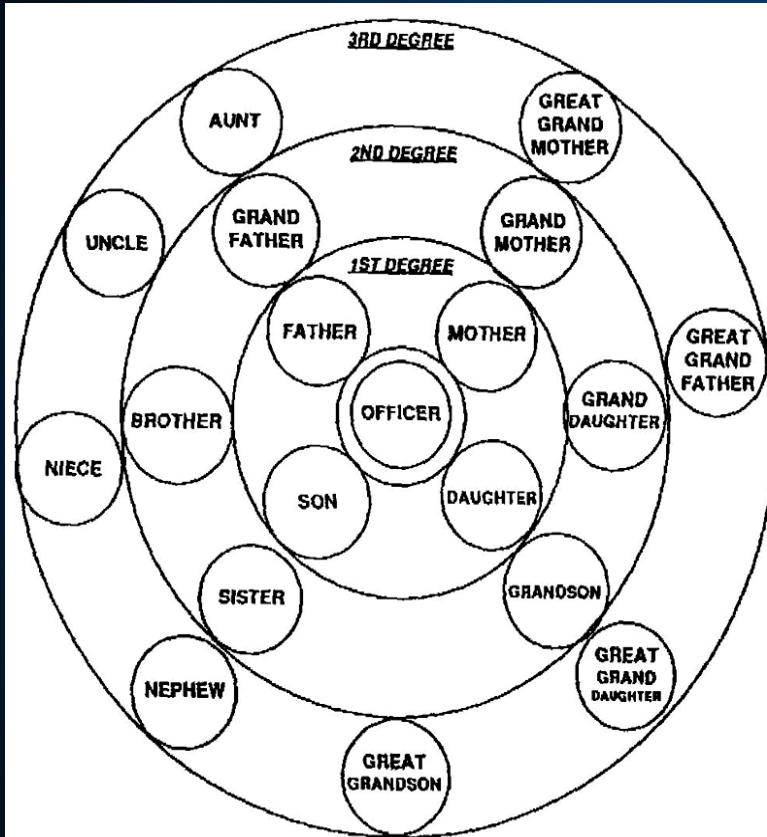 3RD DEGREE
AUNT
GREAT
GRAND
MOTHER
2ND DEGREE
UNCLE
GRAND
FATHER
GRAND
MOTHER
1ST DEGREE
FATHER
MOTHER
GREAT
GRAND
FATHER
BROTHER
OFFICER
GRAND
DAUGHTER
NIECE
SON
DAUGHTER
SISTER
GRANDSON
NEPHEW
GREAT
GRAND
DAUGHTER
GREAT
GRANDSON